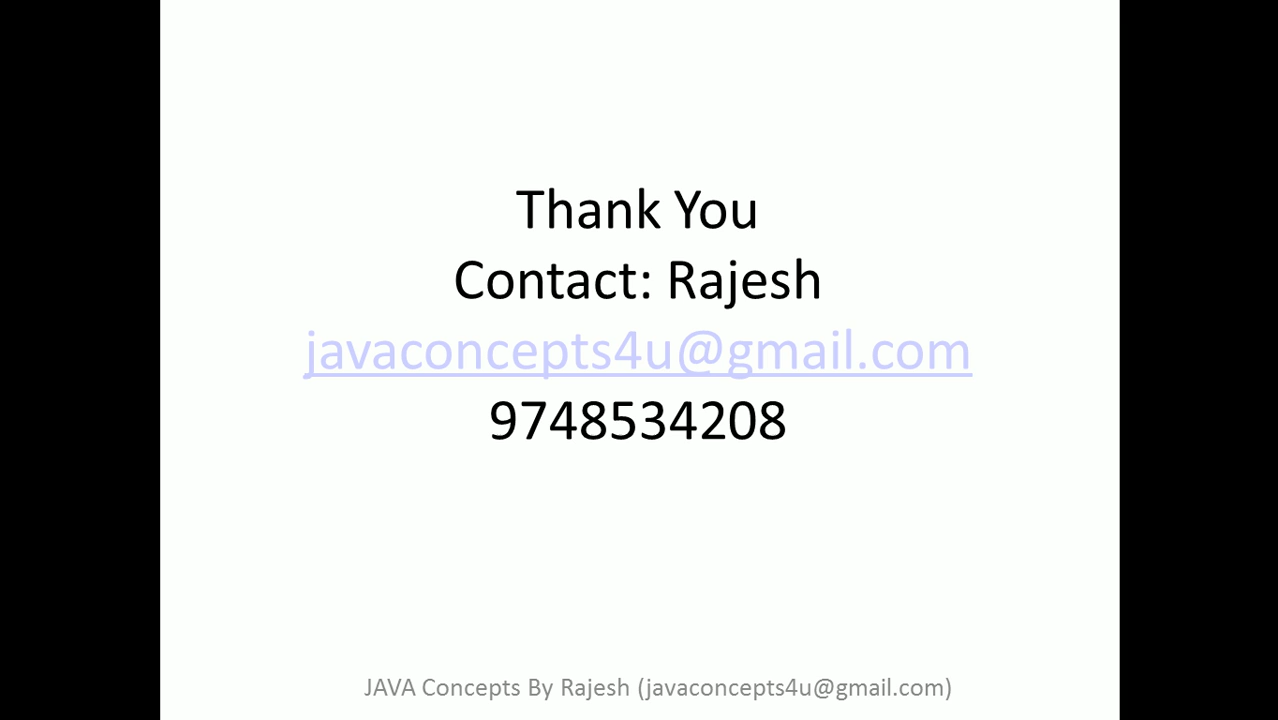 Thank You
Contact: Rajesh
javaconcepts4u@gmail.com
9748534208
JAVA Concepts By Rajesh (javaconcepts4u@gmail.com)